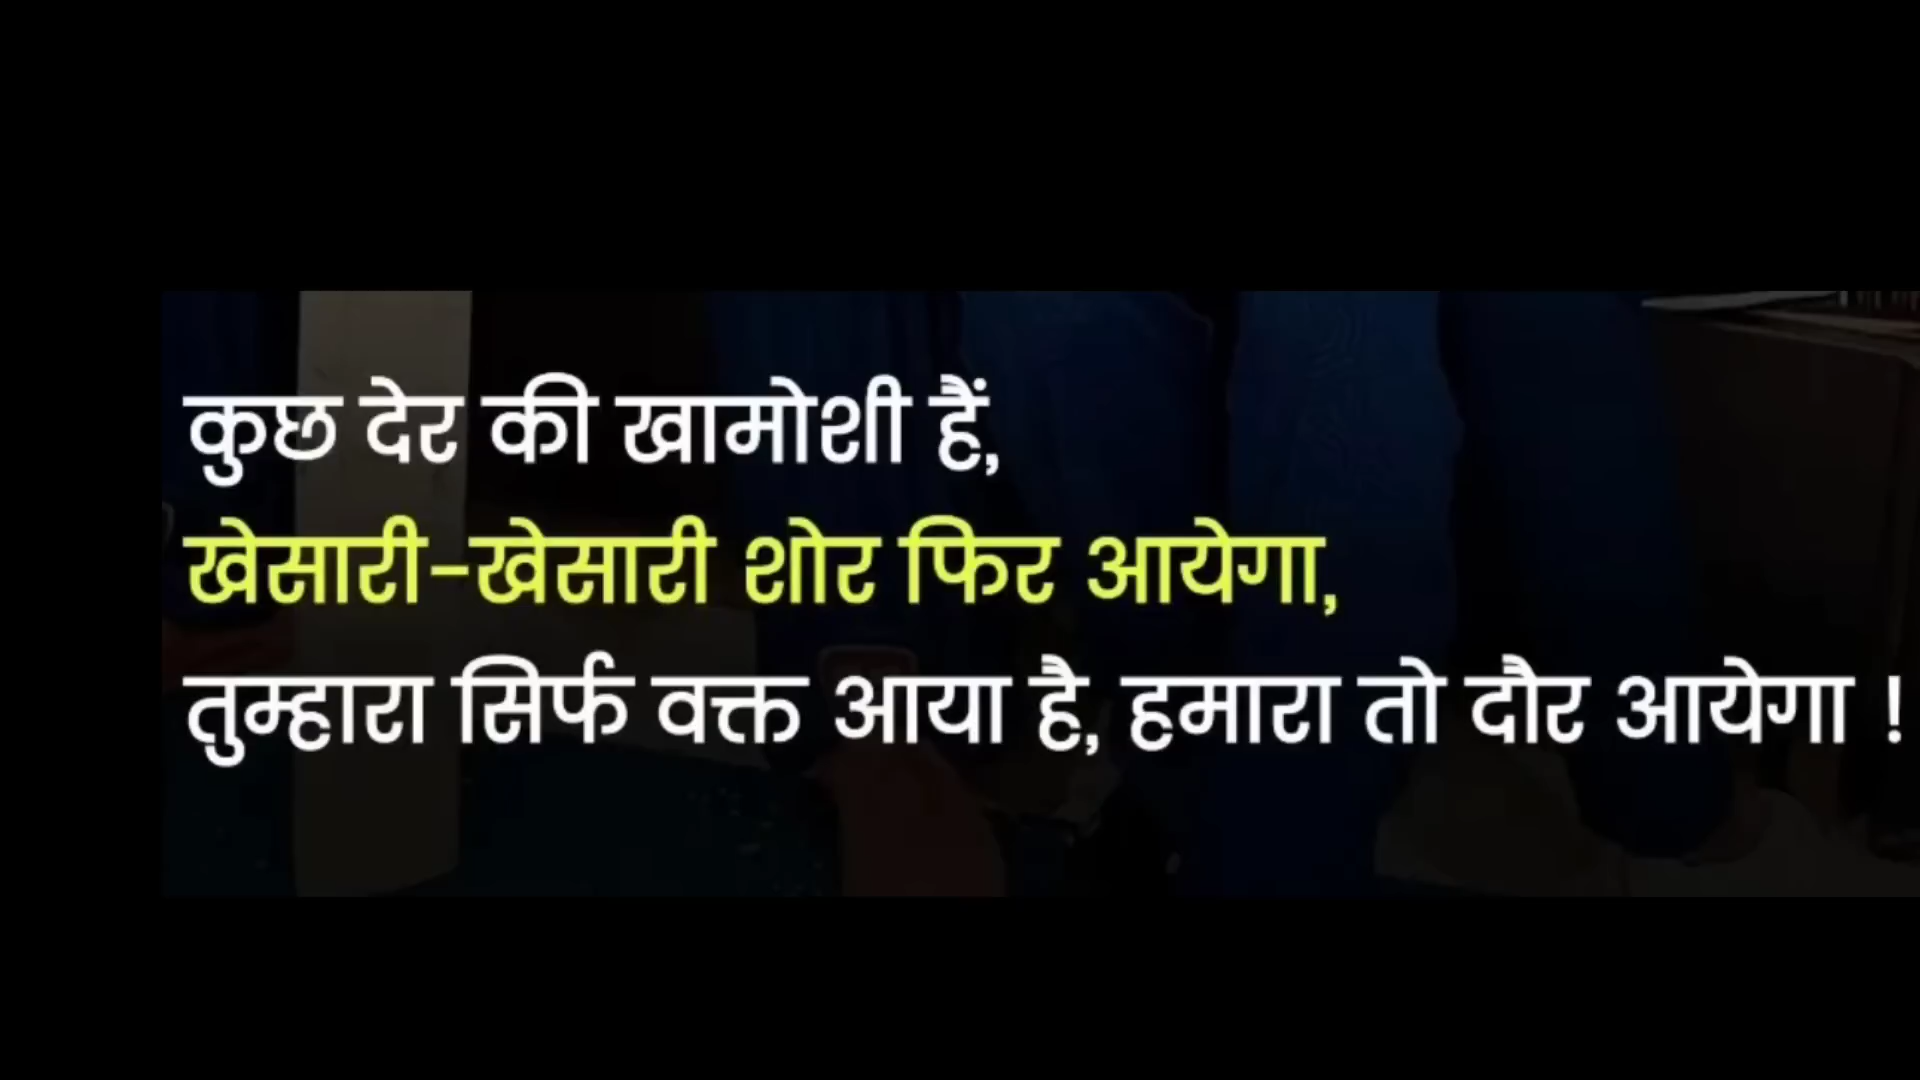 कुछ देर की खामोशी हैं,
खेसारी-खेसारी शोर फिर आयेगा,
तुम्हारा सिर्फ वक्त आया है, हमारा तो दौर आयेगा !